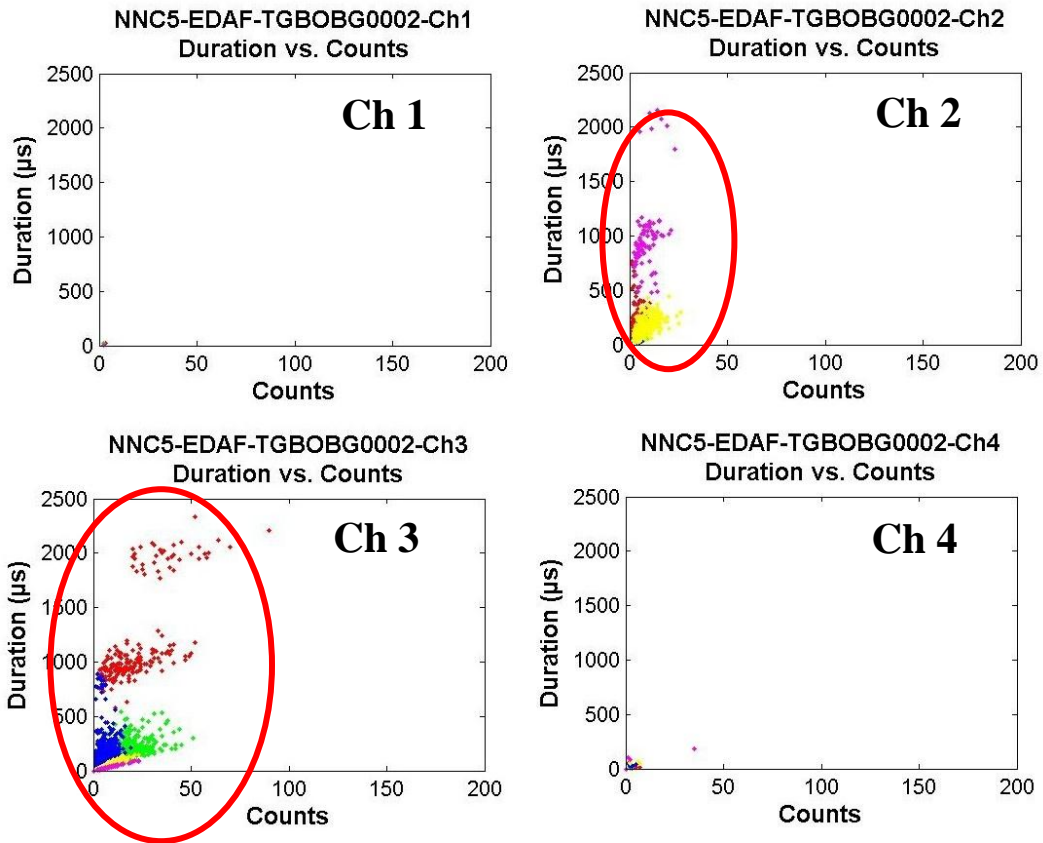 NNC5-EDAF-TGBOBG0002-Ch1
Duration vs. Counts
2500
2000
1500
1000
500
0
Duration (µs)
Ch 1
0
50
100
150
200
Counts
NNC5-EDAF-TGBOBG0002-Ch2
Duration vs. Counts
2500
2000
1500
1000
500
0
Duration (µs)
Ch 2
0
50
100
150
200
Counts
NNC5-EDAF-TGBOBG0002-Ch3
Duration vs. Counts
2500
2000
1500
1000
500
0
Duration (µs)
Ch 3
0
50
100
150
200
Counts
NNC5-EDAF-TGBOBG0002-Ch4
Duration vs. Counts
2500
2000
1500
1000
500
0
Duration (µs)
Ch 4
0
50
100
150
200
Counts